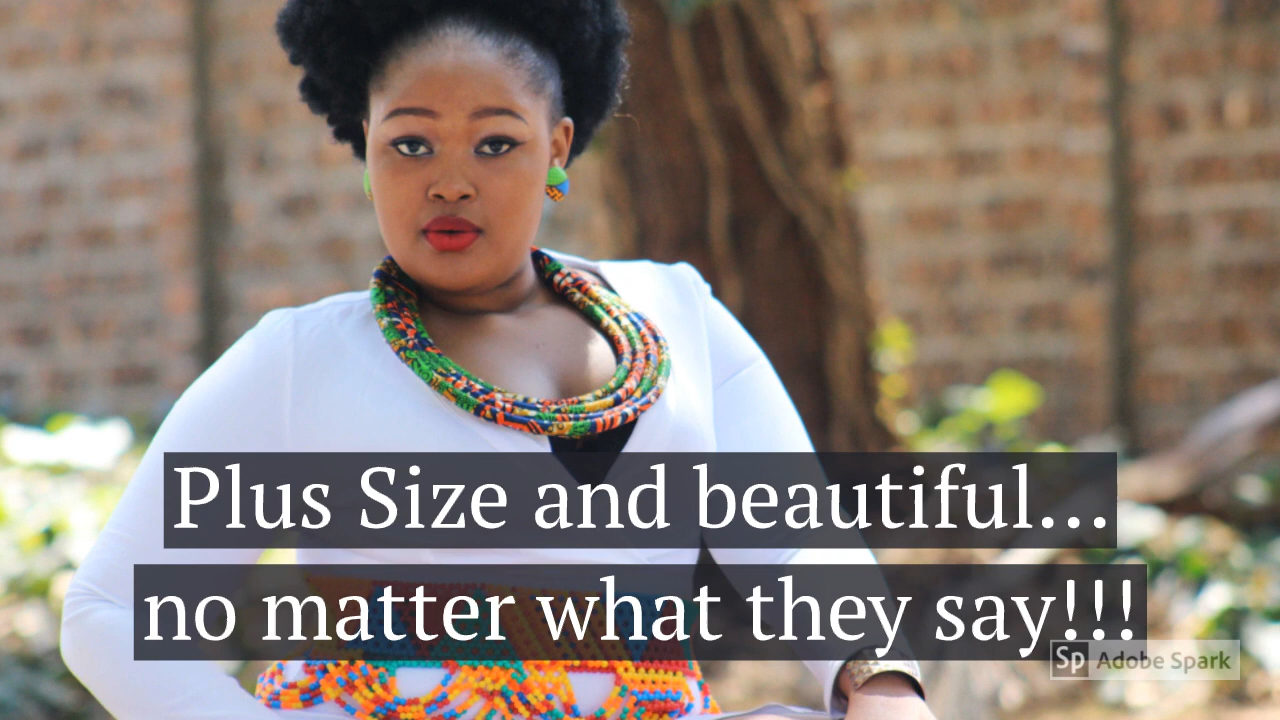 Plus Size and beautiful...
no matter what they say!!!
Sp Adobe Spark